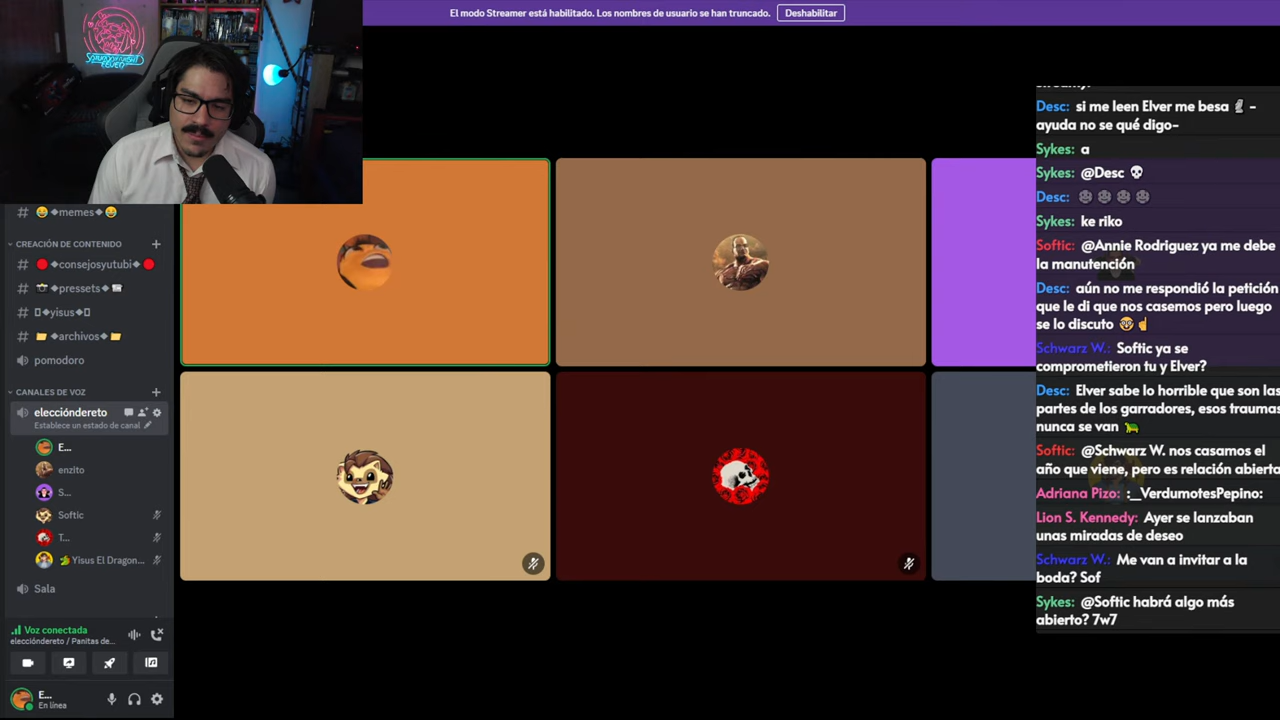 El modo Streamer está habilitado. Los nombres de usuario se han truncado.
Deshabilitar
# 😆◆memes◆😆
CREACIÓN DE CONTENIDO
# 🔴◆consejosyutubi◆🔴
◆pressets◆
◆yisus◆
# 📂◆archivos◆📂
pomodoro
CANALES DE VOZ
eleccióndereto
Establece un estado de canal
E...
enzito
S...
Softic
T...
Yisus El Dragon...
Sala
Voz conectada
eleccióndereto / Panitas de...
E...
En línea
Desc: si me leen Elver me besa -
ayuda no se qué digo-
Sykes: a
Sykes: @Desc 💀
Desc:
Sykes: ke riko
Softic: @Annie Rodriguez ya me debe
la manutención
Desc: aún no me respondió la petición
que le di que nos casemos pero luego
se lo discuto 🤓☝
Schwarz W.: Softic ya se
comprometieron tu y Elver?
Desc: Elver sabe lo horrible que son las
partes de los garradores, esos traumas
nunca se van 🐢
Softic: @Schwarz W. nos casamos el
año que viene, pero es relación abierta
Adriana Pizo: :_VerdumotesPepino:
Lion S. Kennedy: Ayer se lanzaban
unas miradas de deseo
Schwarz W.: Me van a invitar a la
boda? Sof
Sykes: @Softic habrá algo más
abierto? 7w7